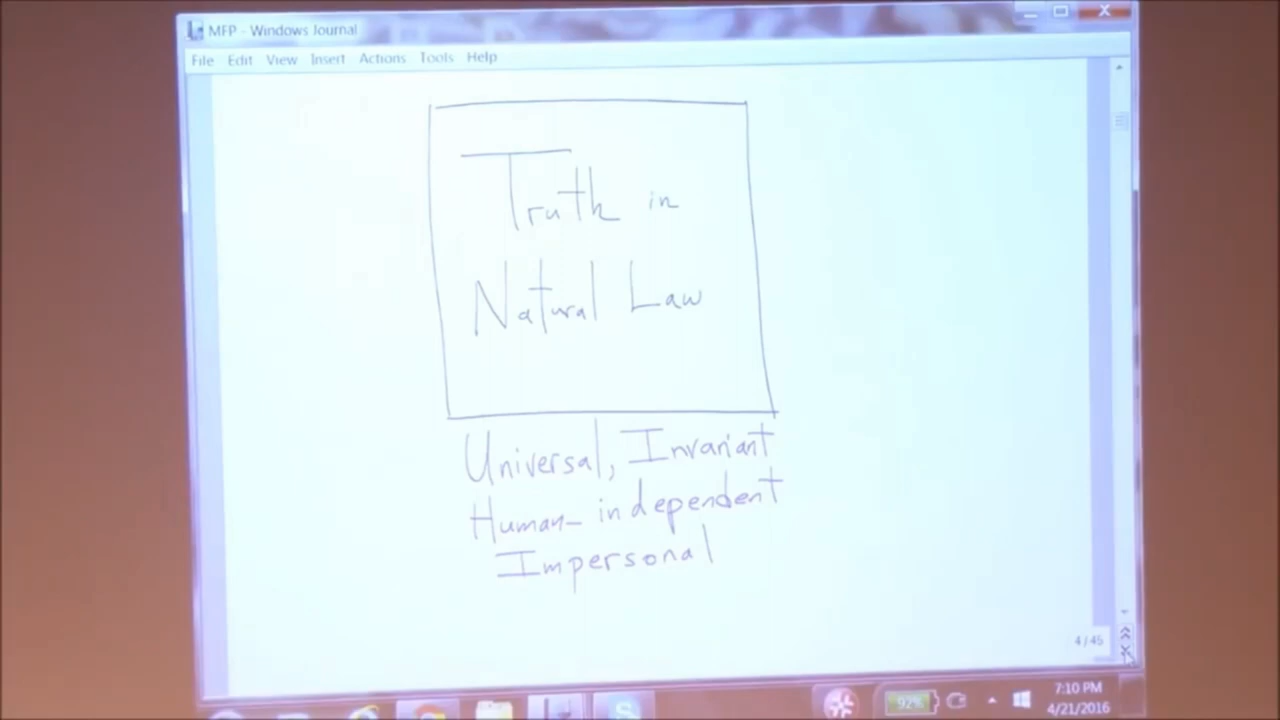 MFP - Windows Journal
File Edit View Insert Actions Tools Help
Truth in
Natural Law
Universal, Invariant
Human-independent
Impersonal
4/45
92%
7:10 PM
4/21/2016